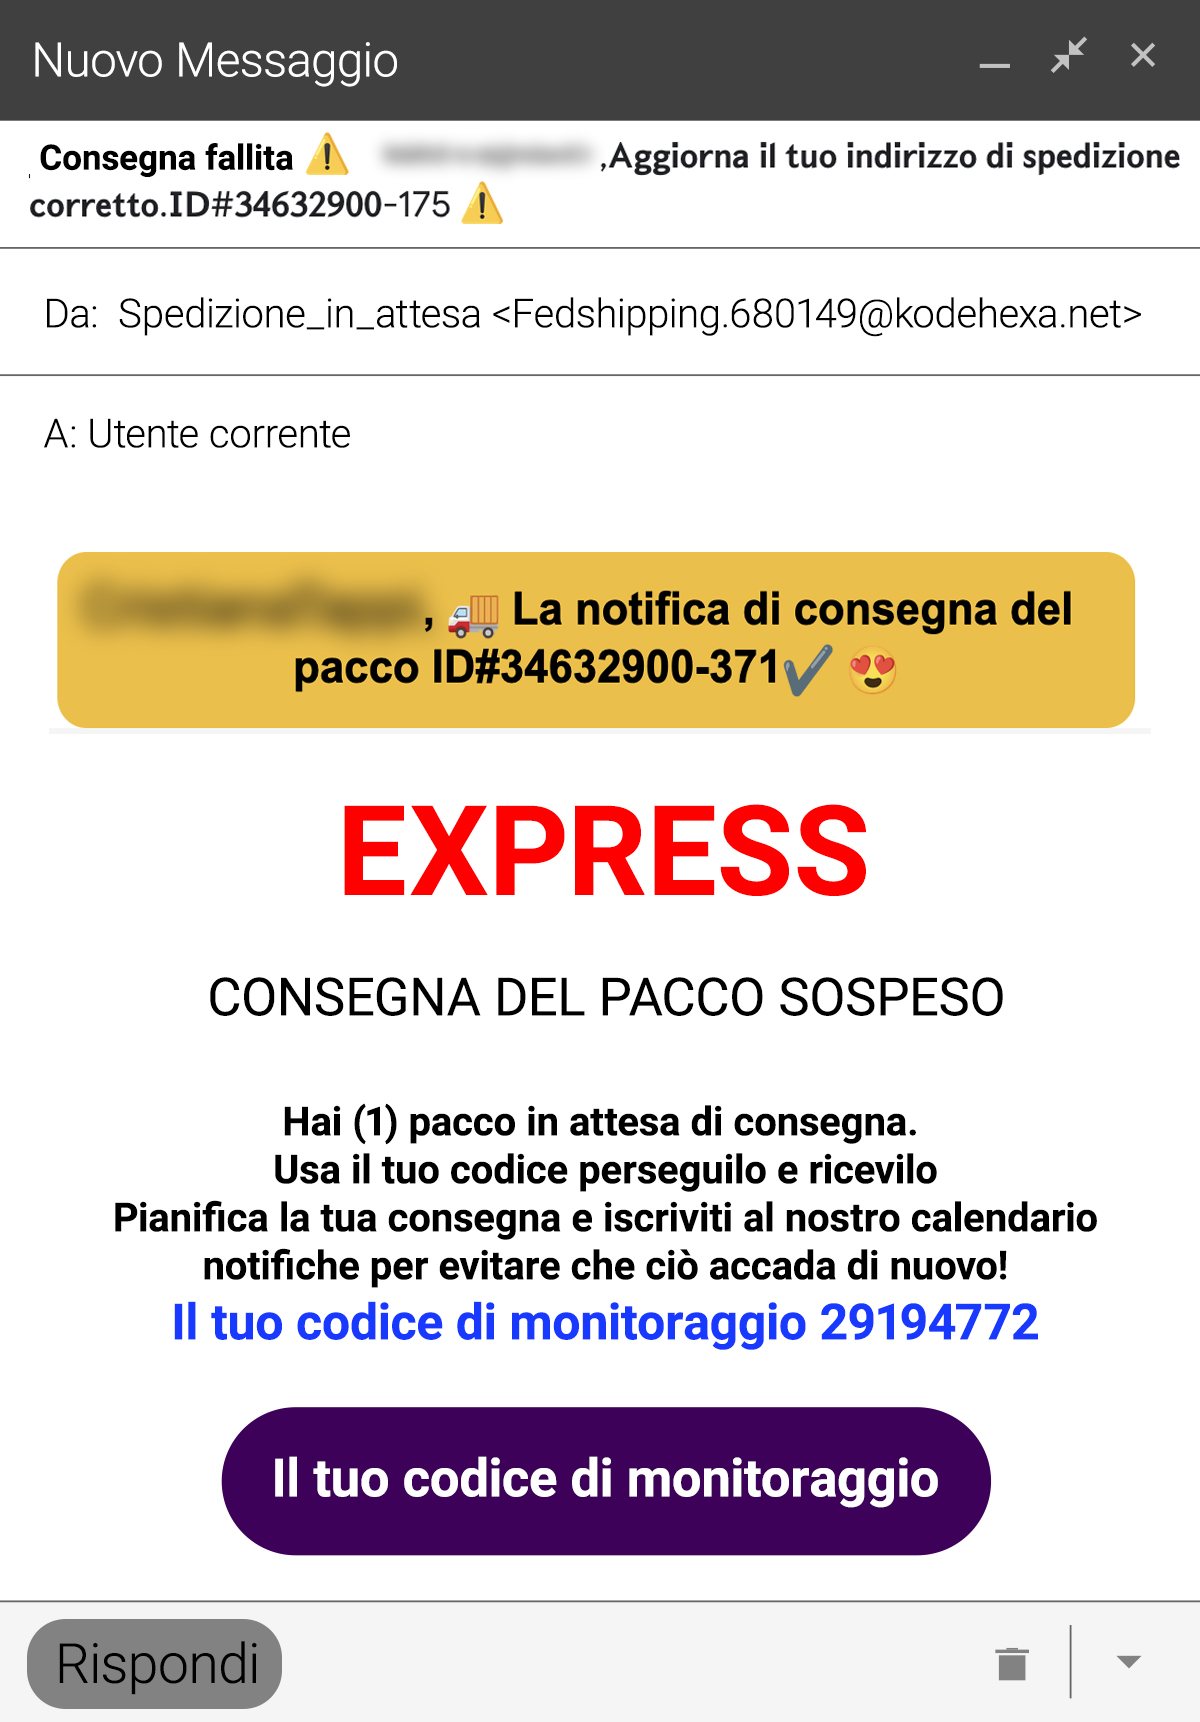 Nuovo Messaggio
Consegna fallita ⚠️ ,Aggiorna il tuo indirizzo di spedizione
corretto.ID#34632900-175 ⚠️
Da: Spedizione_in_attesa <Fedshipping.680149@kodehexa.net>
A: Utente corrente
, 🚚 La notifica di consegna del
pacco ID#34632900-371✔️ 😍
EXPRESS
CONSEGNA DEL PACCO SOSPESO
Hai (1) pacco in attesa di consegna.
Usa il tuo codice perseguilo e ricevilo
Pianifica la tua consegna e iscriviti al nostro calendario
notifiche per evitare che ciò accada di nuovo!
Il tuo codice di monitoraggio 29194772
Il tuo codice di monitoraggio
Rispondi